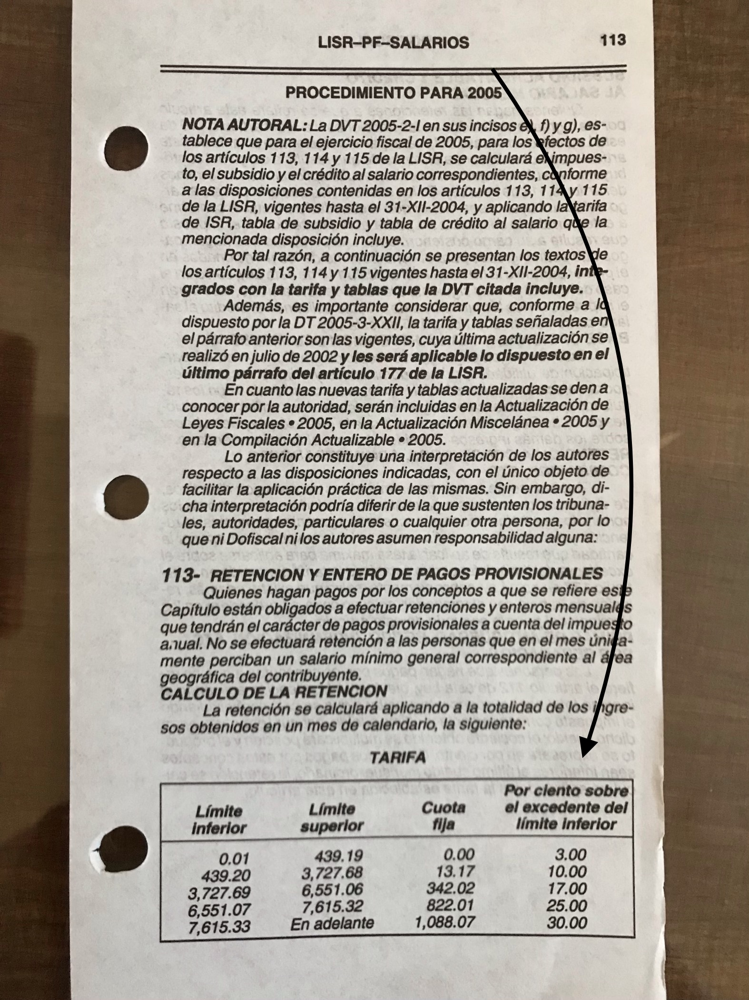 LISR–PF–SALARIOS 113
PROCEDIMIENTO PARA 2005
NOTA AUTORAL: La DVT 2005-2-I en sus incisos e), f) y g), es-
tablece que para el ejercicio fiscal de 2005, para los efectos de
los artículos 113, 114 y 115 de la LISR, se calculará el impues-
to, el subsidio y el crédito al salario correspondientes, conforme
a las disposiciones contenidas en los artículos 113, 114 y 115
de la LISR, vigentes hasta el 31-XII-2004, y aplicando la tarifa
de ISR, tabla de subsidio y tabla de crédito al salario que la
mencionada disposición incluye.
Por tal razón, a continuación se presentan los textos de
los artículos 113, 114 y 115 vigentes hasta el 31-XII-2004, inte-
grados con la tarifa y tablas que la DVT citada incluye.
Además, es importante considerar que, conforme a lo
dispuesto por la DT 2005-3-XXII, la tarifa y tablas señaladas en
el párrafo anterior son las vigentes, cuya última actualización se
realizó en julio de 2002 y les será aplicable lo dispuesto en el
último párrafo del artículo 177 de la LISR.
En cuanto las nuevas tarifa y tablas actualizadas se den a
conocer por la autoridad, serán incluidas en la Actualización de
Leyes Fiscales • 2005, en la Actualización Miscelánea • 2005 y
en la Compilación Actualizable • 2005.
Lo anterior constituye una interpretación de los autores
respecto a las disposiciones indicadas, con el único objeto de
facilitar la aplicación práctica de las mismas. Sin embargo, di-
cha interpretación podría diferir de la que sustenten los tribuna-
les, autoridades, particulares o cualquier otra persona, por lo
que ni Dofiscal ni los autores asumen responsabilidad alguna:
113- RETENCION Y ENTERO DE PAGOS PROVISIONALES
Quienes hagan pagos por los conceptos a que se refiere este
Capítulo están obligados a efectuar retenciones y enteros mensuales
que tendrán el carácter de pagos provisionales a cuenta del impuesto
anual. No se efectuará retención a las personas que en el mes única-
mente perciban un salario mínimo general correspondiente al área
geográfica del contribuyente.
CALCULO DE LA RETENCION
La retención se calculará aplicando a la totalidad de los ingre-
sos obtenidos en un mes de calendario, la siguiente:
TARIFA
Límite inferior Límite superior Cuota fija Por ciento sobre el excedente del límite inferior
0.01 439.19 0.00 3.00
439.20 3,727.68 13.17 10.00
3,727.69 6,551.06 342.02 17.00
6,551.07 7,615.32 822.01 25.00
7,615.33 En adelante 1,088.07 30.00